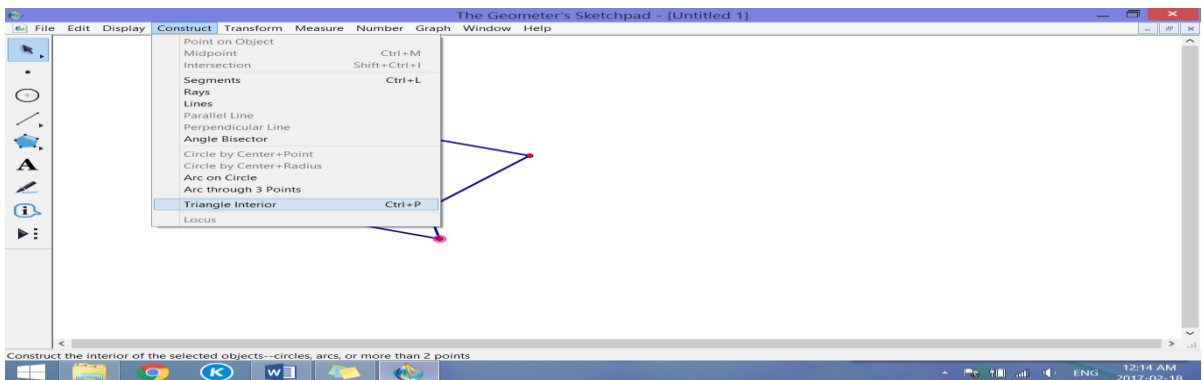 The Geometer's Sketchpad - [Untitled 1]
File Edit Display Construct Transform Measure Number Graph Window Help
Point on Object
Midpoint Ctrl+M
Intersection Shift+Ctrl+I
Segments Ctrl+L
Rays
Lines
Parallel Line
Perpendicular Line
Angle Bisector
Circle by Center+Point
Circle by Center+Radius
Arc on Circle
Arc through 3 Points
Triangle Interior Ctrl+P
Locus
A
Construct the interior of the selected objects--circles, arcs, or more than 2 points
K
W
ENG
12:14 AM
2017-02-18